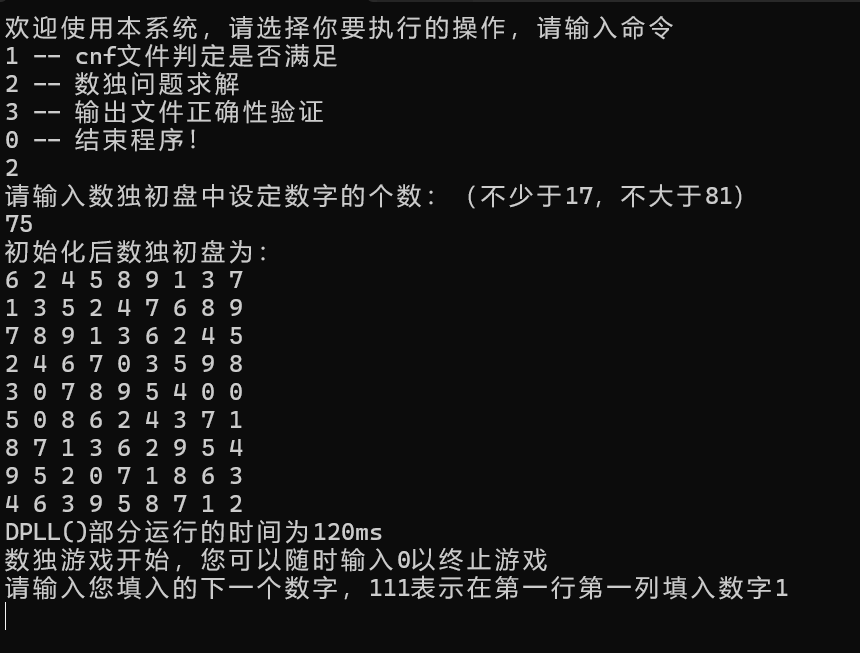 欢迎使用本系统，请选择你要执行的操作，请输入命令
1 -- cnf文件判定是否满足
2 -- 数独问题求解
3 -- 输出文件正确性验证
0 -- 结束程序！
2
请输入数独初盘中设定数字的个数：（不少于17，不大于81）
75
初始化后数独初盘为：
6 2 4 5 8 9 1 3 7
1 3 5 2 4 7 6 8 9
7 8 9 1 3 6 2 4 5
2 4 6 7 0 3 5 9 8
3 0 7 8 9 5 4 0 0
5 0 8 6 2 4 3 7 1
8 7 1 3 6 2 9 5 4
9 5 2 0 7 1 8 6 3
4 6 3 9 5 8 7 1 2
DPLL()部分运行的时间为120ms
数独游戏开始，您可以随时输入0以终止游戏
请输入您填入的下一个数字，111表示在第一行第一列填入数字1